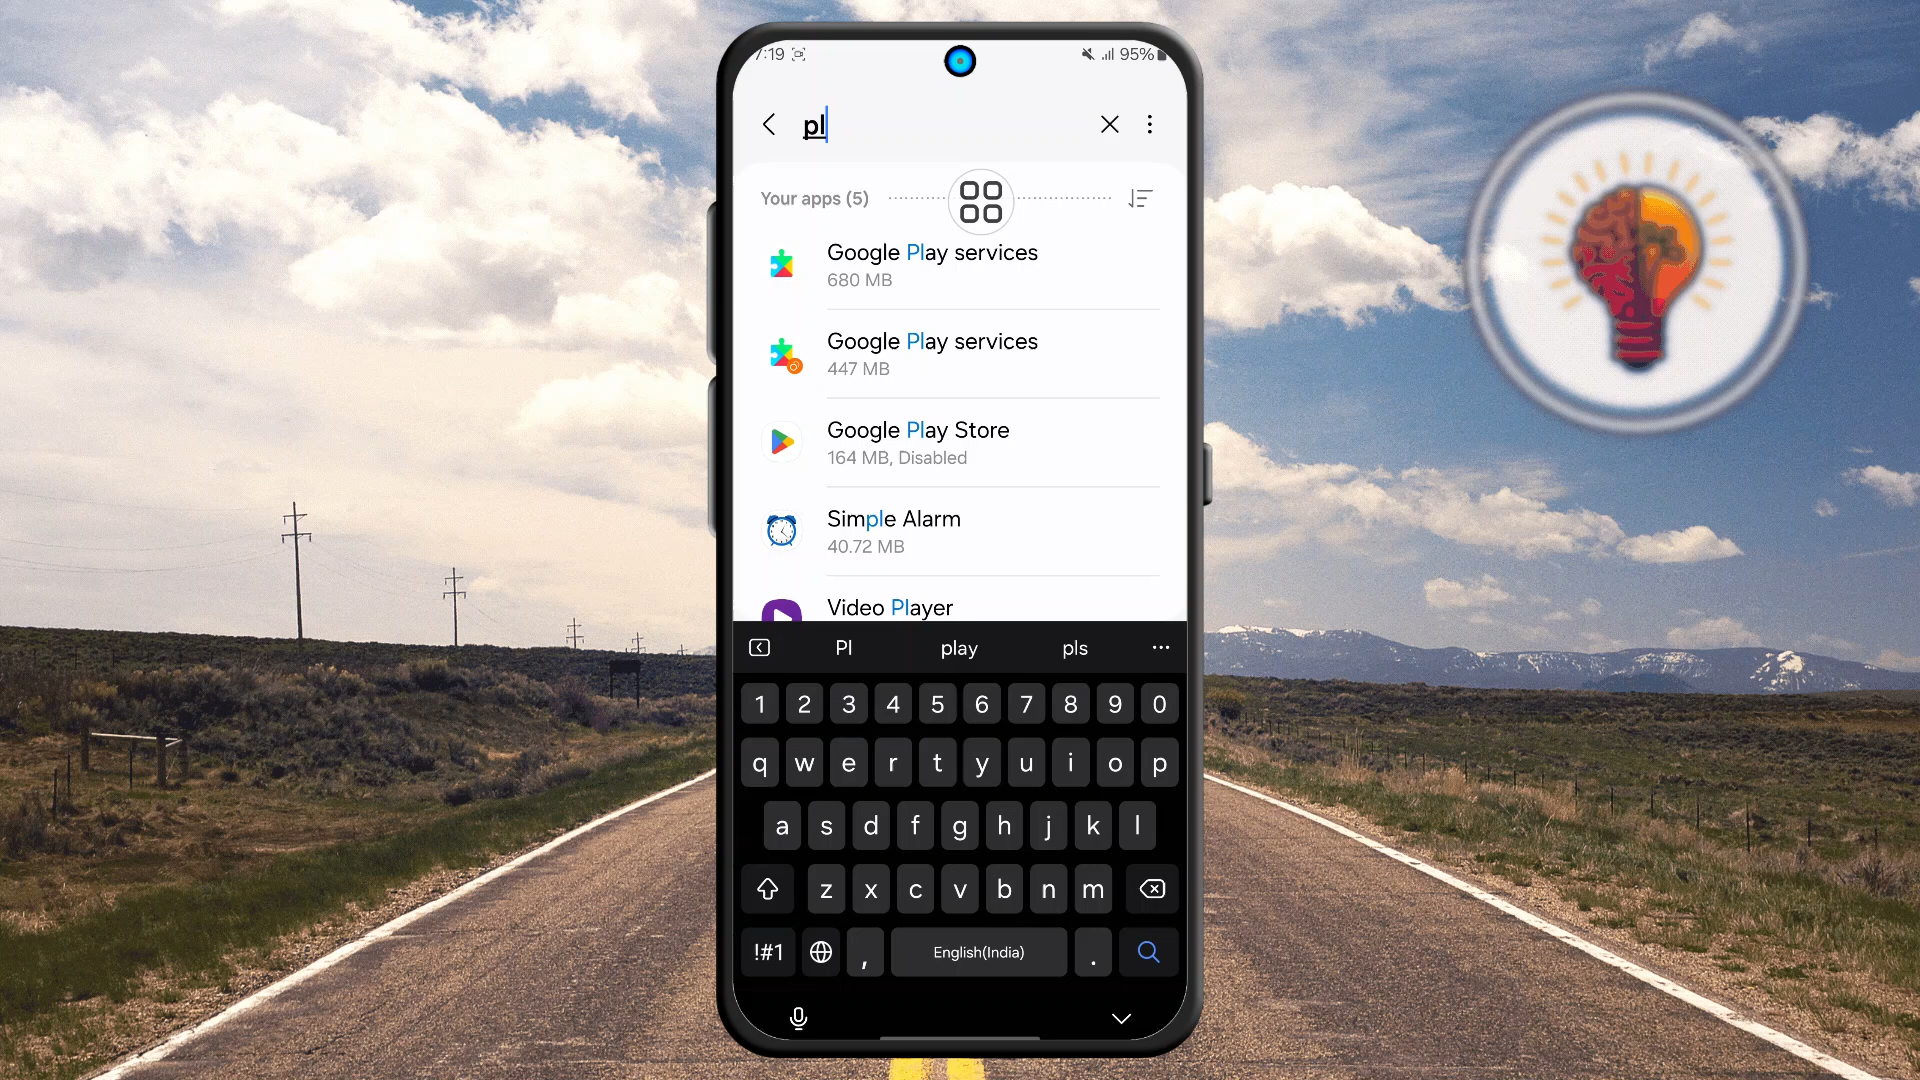 7:19 95%
pl
Your apps (5)
Google Play services
680 MB
Google Play services
447 MB
Google Play Store
164 MB, Disabled
Simple Alarm
40.72 MB
Video Player
Pl play pls
1 2 3 4 5 6 7 8 9 0
q w e r t y u i o p
a s d f g h j k l
z x c v b n m
!#1 , English(India) .